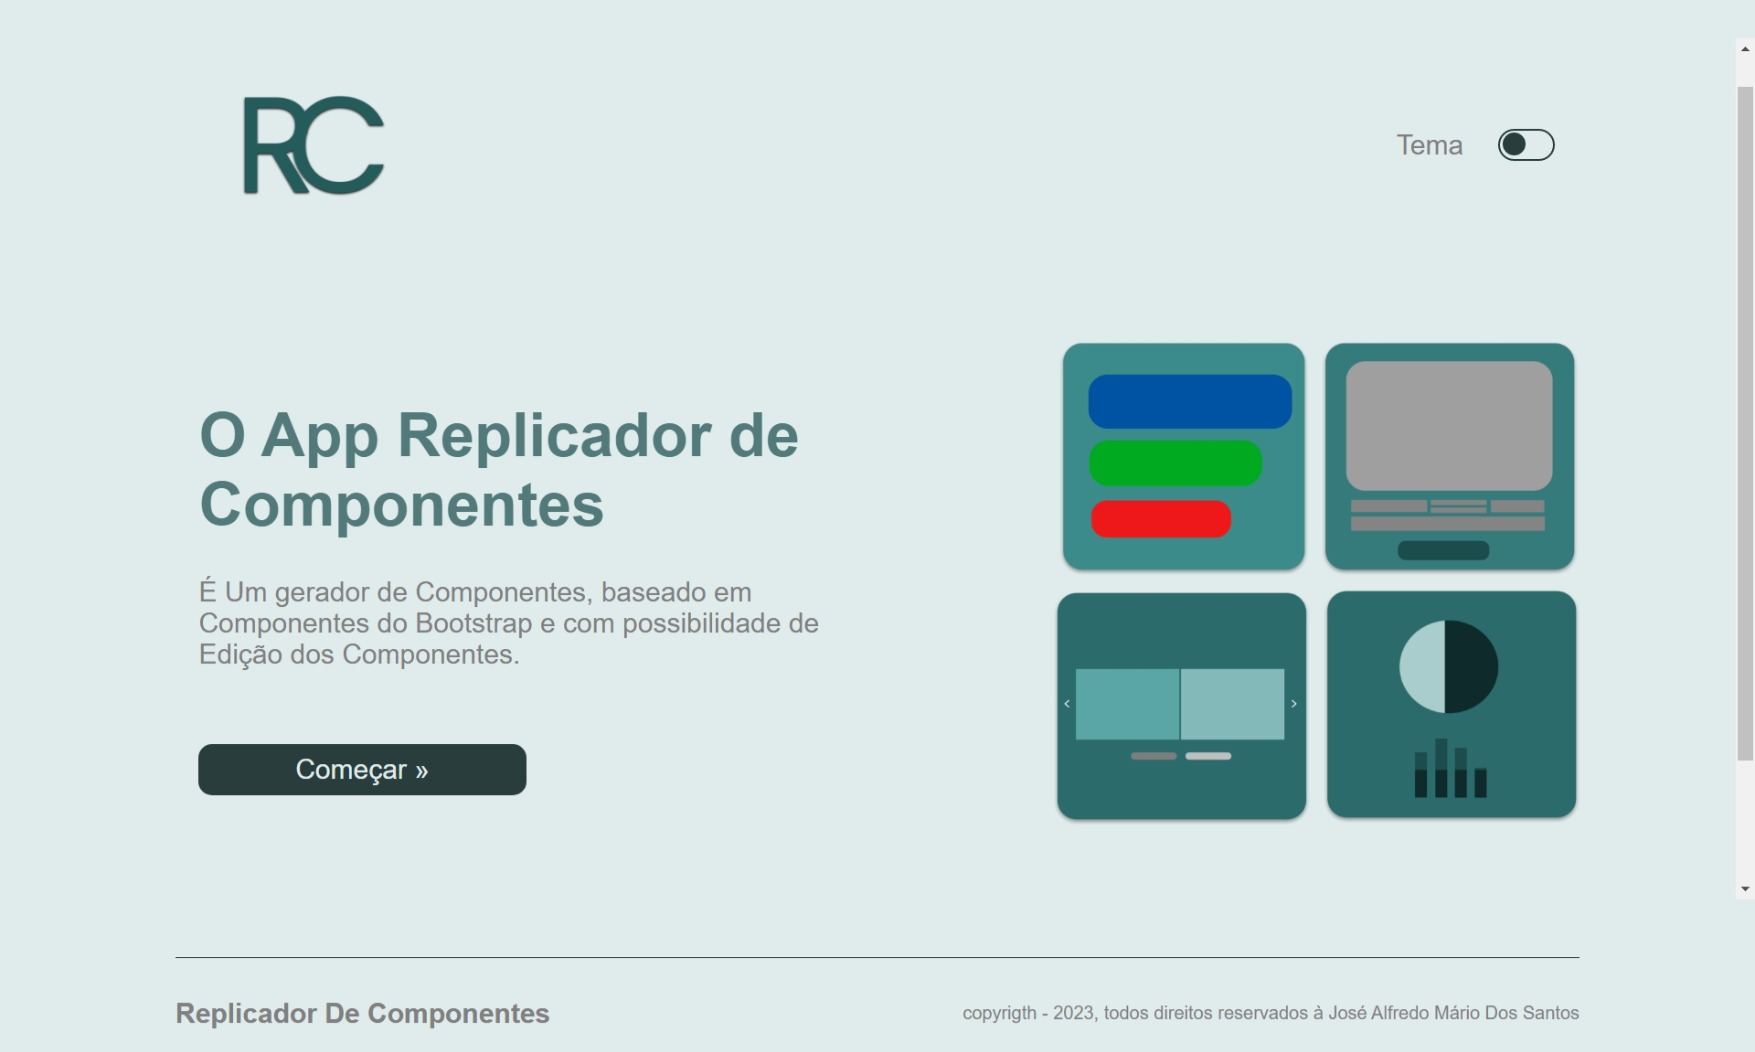 RC
Tema
O App Replicador de
Componentes
É Um gerador de Componentes, baseado em
Componentes do Bootstrap e com possibilidade de
Edição dos Componentes.
Começar »
Replicador De Componentes
copyrigth - 2023, todos direitos reservados à José Alfredo Mário Dos Santos